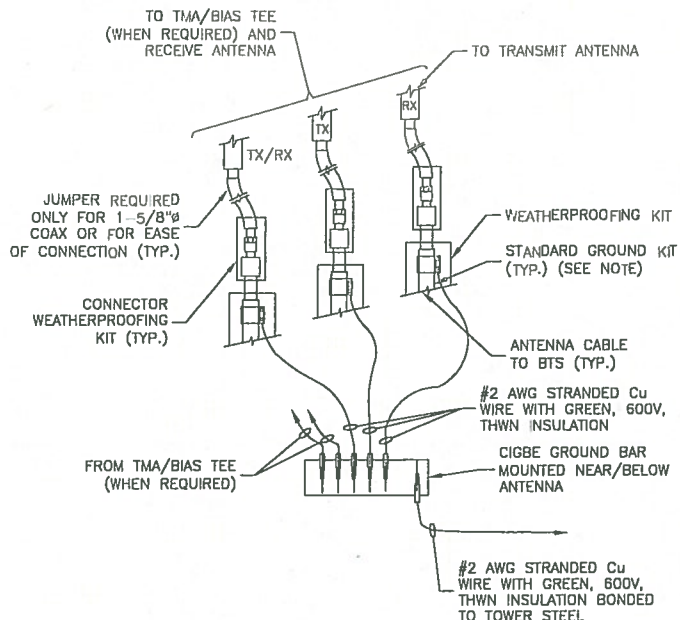 TO TMA/BIAS TEE
(WHEN REQUIRED) AND
RECEIVE ANTENNA
TO TRANSMIT ANTENNA
RX
TX
TX/RX
JUMPER REQUIRED
ONLY FOR 1-5/8"ø
COAX OR FOR EASE
OF CONNECTION (TYP.)
WEATHERPROOFING KIT
STANDARD GROUND KIT
(TYP.) (SEE NOTE)
CONNECTOR
WEATHERPROOFING
KIT (TYP.)
ANTENNA CABLE
TO BTS (TYP.)
#2 AWG STRANDED Cu
WIRE WITH GREEN, 600V,
THWN INSULATION
FROM TMA/BIAS TEE
(WHEN REQUIRED)
CIGBE GROUND BAR
MOUNTED NEAR/BELOW
ANTENNA
#2 AWG STRANDED Cu
WIRE WITH GREEN, 600V,
THWN INSULATION BONDED
TO TOWER STEEL